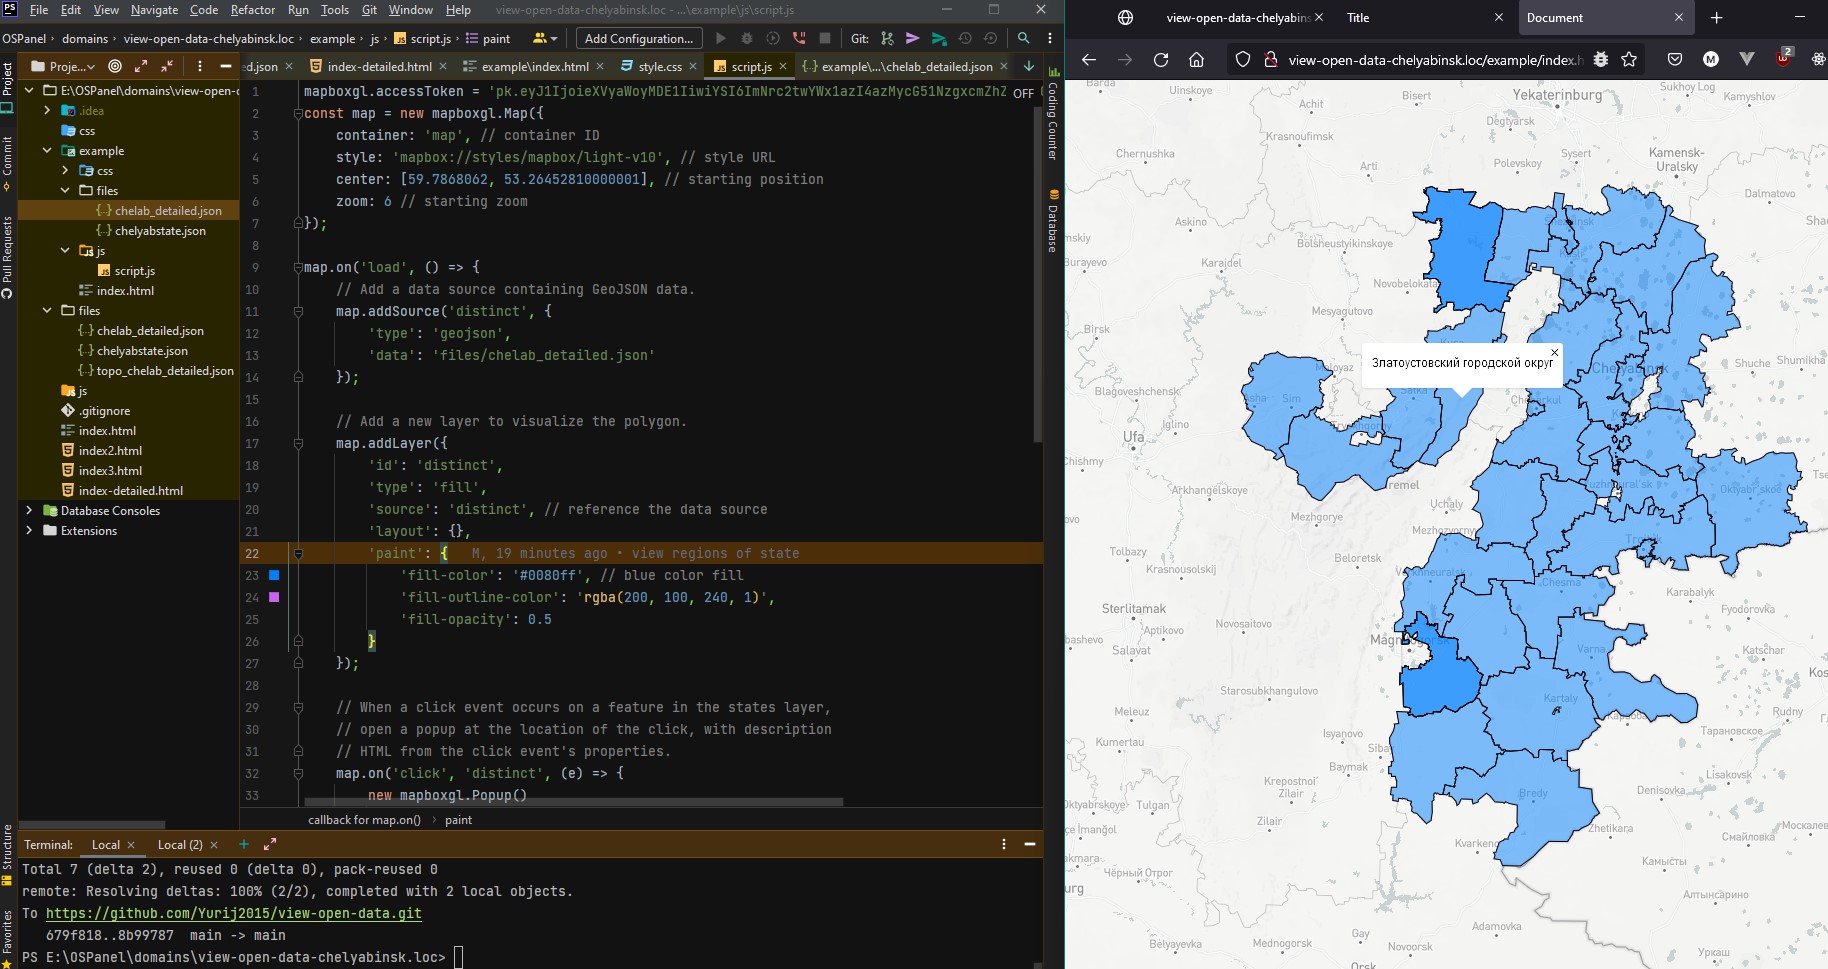 PS File Edit View Navigate Code Refactor Run Tools Git Window Help view-open-data-chelyabinsk.loc - ...\example\js\script.js
OSPanel domains view-open-data-chelyabinsk.loc example js script.js paint Add Configuration... Git:
Project
Commit
Pull Requests
Structure
Favorites
Proje...
E:\OSPanel\domains\view-open-c
.idea
css
example
css
files
chelab_detailed.json
chelyabstate.json
js
script.js
index.html
files
chelab_detailed.json
chelyabstate.json
topo_chelab_detailed.json
js
.gitignore
index.html
index2.html
index3.html
index-detailed.html
Database Consoles
Extensions
ed.json index-detailed.html example\index.html style.css script.js example\...\chelab_detailed.json
OFF
Coding Counter
Database
1 mapboxgl.accessToken = 'pk.eyJ1IjoieXVyaWoyMDE1IiwiYSI6ImNrc2twYWx1azI4azMycG51NzgxcmZhZ
2 const map = new mapboxgl.Map({
3 container: 'map', // container ID
4 style: 'mapbox://styles/mapbox/light-v10', // style URL
5 center: [59.7868062, 53.26452810000001], // starting position
6 zoom: 6 // starting zoom
7 });
8
9 map.on('load', () => {
10 // Add a data source containing GeoJSON data.
11 map.addSource('distinct', {
12 'type': 'geojson',
13 'data': 'files/chelab_detailed.json'
14 });
15
16 // Add a new layer to visualize the polygon.
17 map.addLayer({
18 'id': 'distinct',
19 'type': 'fill',
20 'source': 'distinct', // reference the data source
21 'layout': {},
22 'paint': { M, 19 minutes ago • view regions of state
23 'fill-color': '#0080ff', // blue color fill
24 'fill-outline-color': 'rgba(200, 100, 240, 1)',
25 'fill-opacity': 0.5
26 }
27 });
28
29 // When a click event occurs on a feature in the states layer,
30 // open a popup at the location of the click, with description
31 // HTML from the click event's properties.
32 map.on('click', 'distinct', (e) => {
33 new mapboxgl.Popup()
callback for map.on() paint
Terminal: Local Local (2)
Total 7 (delta 2), reused 0 (delta 0), pack-reused 0
remote: Resolving deltas: 100% (2/2), completed with 2 local objects.
To https://github.com/Yurij2015/view-open-data.git
679f818..8b99787 main -> main
PS E:\OSPanel\domains\view-open-data-chelyabinsk.loc>
view-open-data-chelyabins Title Document
view-open-data-chelyabinsk.loc/example/index.h
2
Barda
Uinskoye
Achit
Bisert
Yekaterinburg
Sukhoy Log
Kamyshlov
Degtyarsk
Krasnoufimsk
Chernushka
Arti
Polevskoy
Sysert
Kamensk-
Uralsky
Dalmatovo
Askino
Bolsheustyikinskoye
Burayevo
Karaidel
Novobelokata
Mesyagutovo
Birsk
Shuche
Shumikha
Chelyabinsk
Златоустовский городской округ
Blagoveshchensk
Asha
Sim
Ufa
Iglino
Chishmy
Arkhangelskoye
Uchaly
Mezhgorye
Mezhozyorny
Tolbazy
Krasnousolskij
Beloretsk
Verkhneuralsk
Chesma
Karabalyk
Sterlitamak
Fyodorovka
Novosaitovo
Aptikovo
Salavat
Magnitogorsk
Varna
Katschar
Starosubkhangulovo
Kartaly
Meleuz
Rudny
Isyanovo
Тарановское
Kumertau
Sibay
Baymak
Lisakovsk
Krepostnoi
Zilair
Denisovka
Bredy
Tulgan
Zilair
Zhetikara
Смайловка
Москалево
Kvarkeno
Камысты
Чёрный Отрог
Алтынсарино
Adamovka
Gay
Belyayevka
Mednogorsk
Novoorsk
Уркаш
Orsk